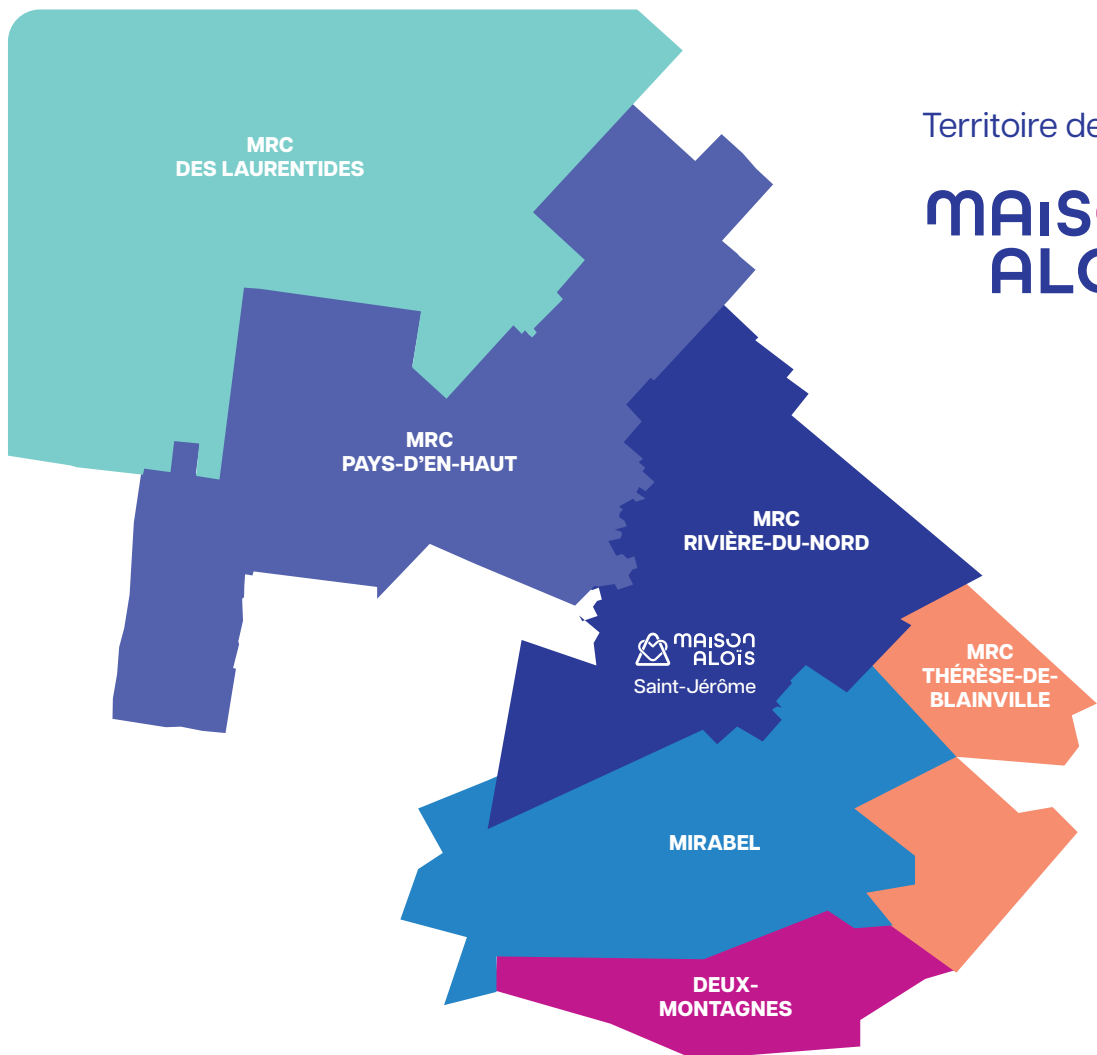 Territoire de
MRC
DES LAURENTIDES
MRC
PAYS-D'EN-HAUT
MRC
RIVIÈRE-DU-NORD
MAISON
ALOÏS
Saint-Jérôme
MRC
THÉRÈSE-DE-
BLAINVILLE
MIRABEL
DEUX-
MONTAGNES